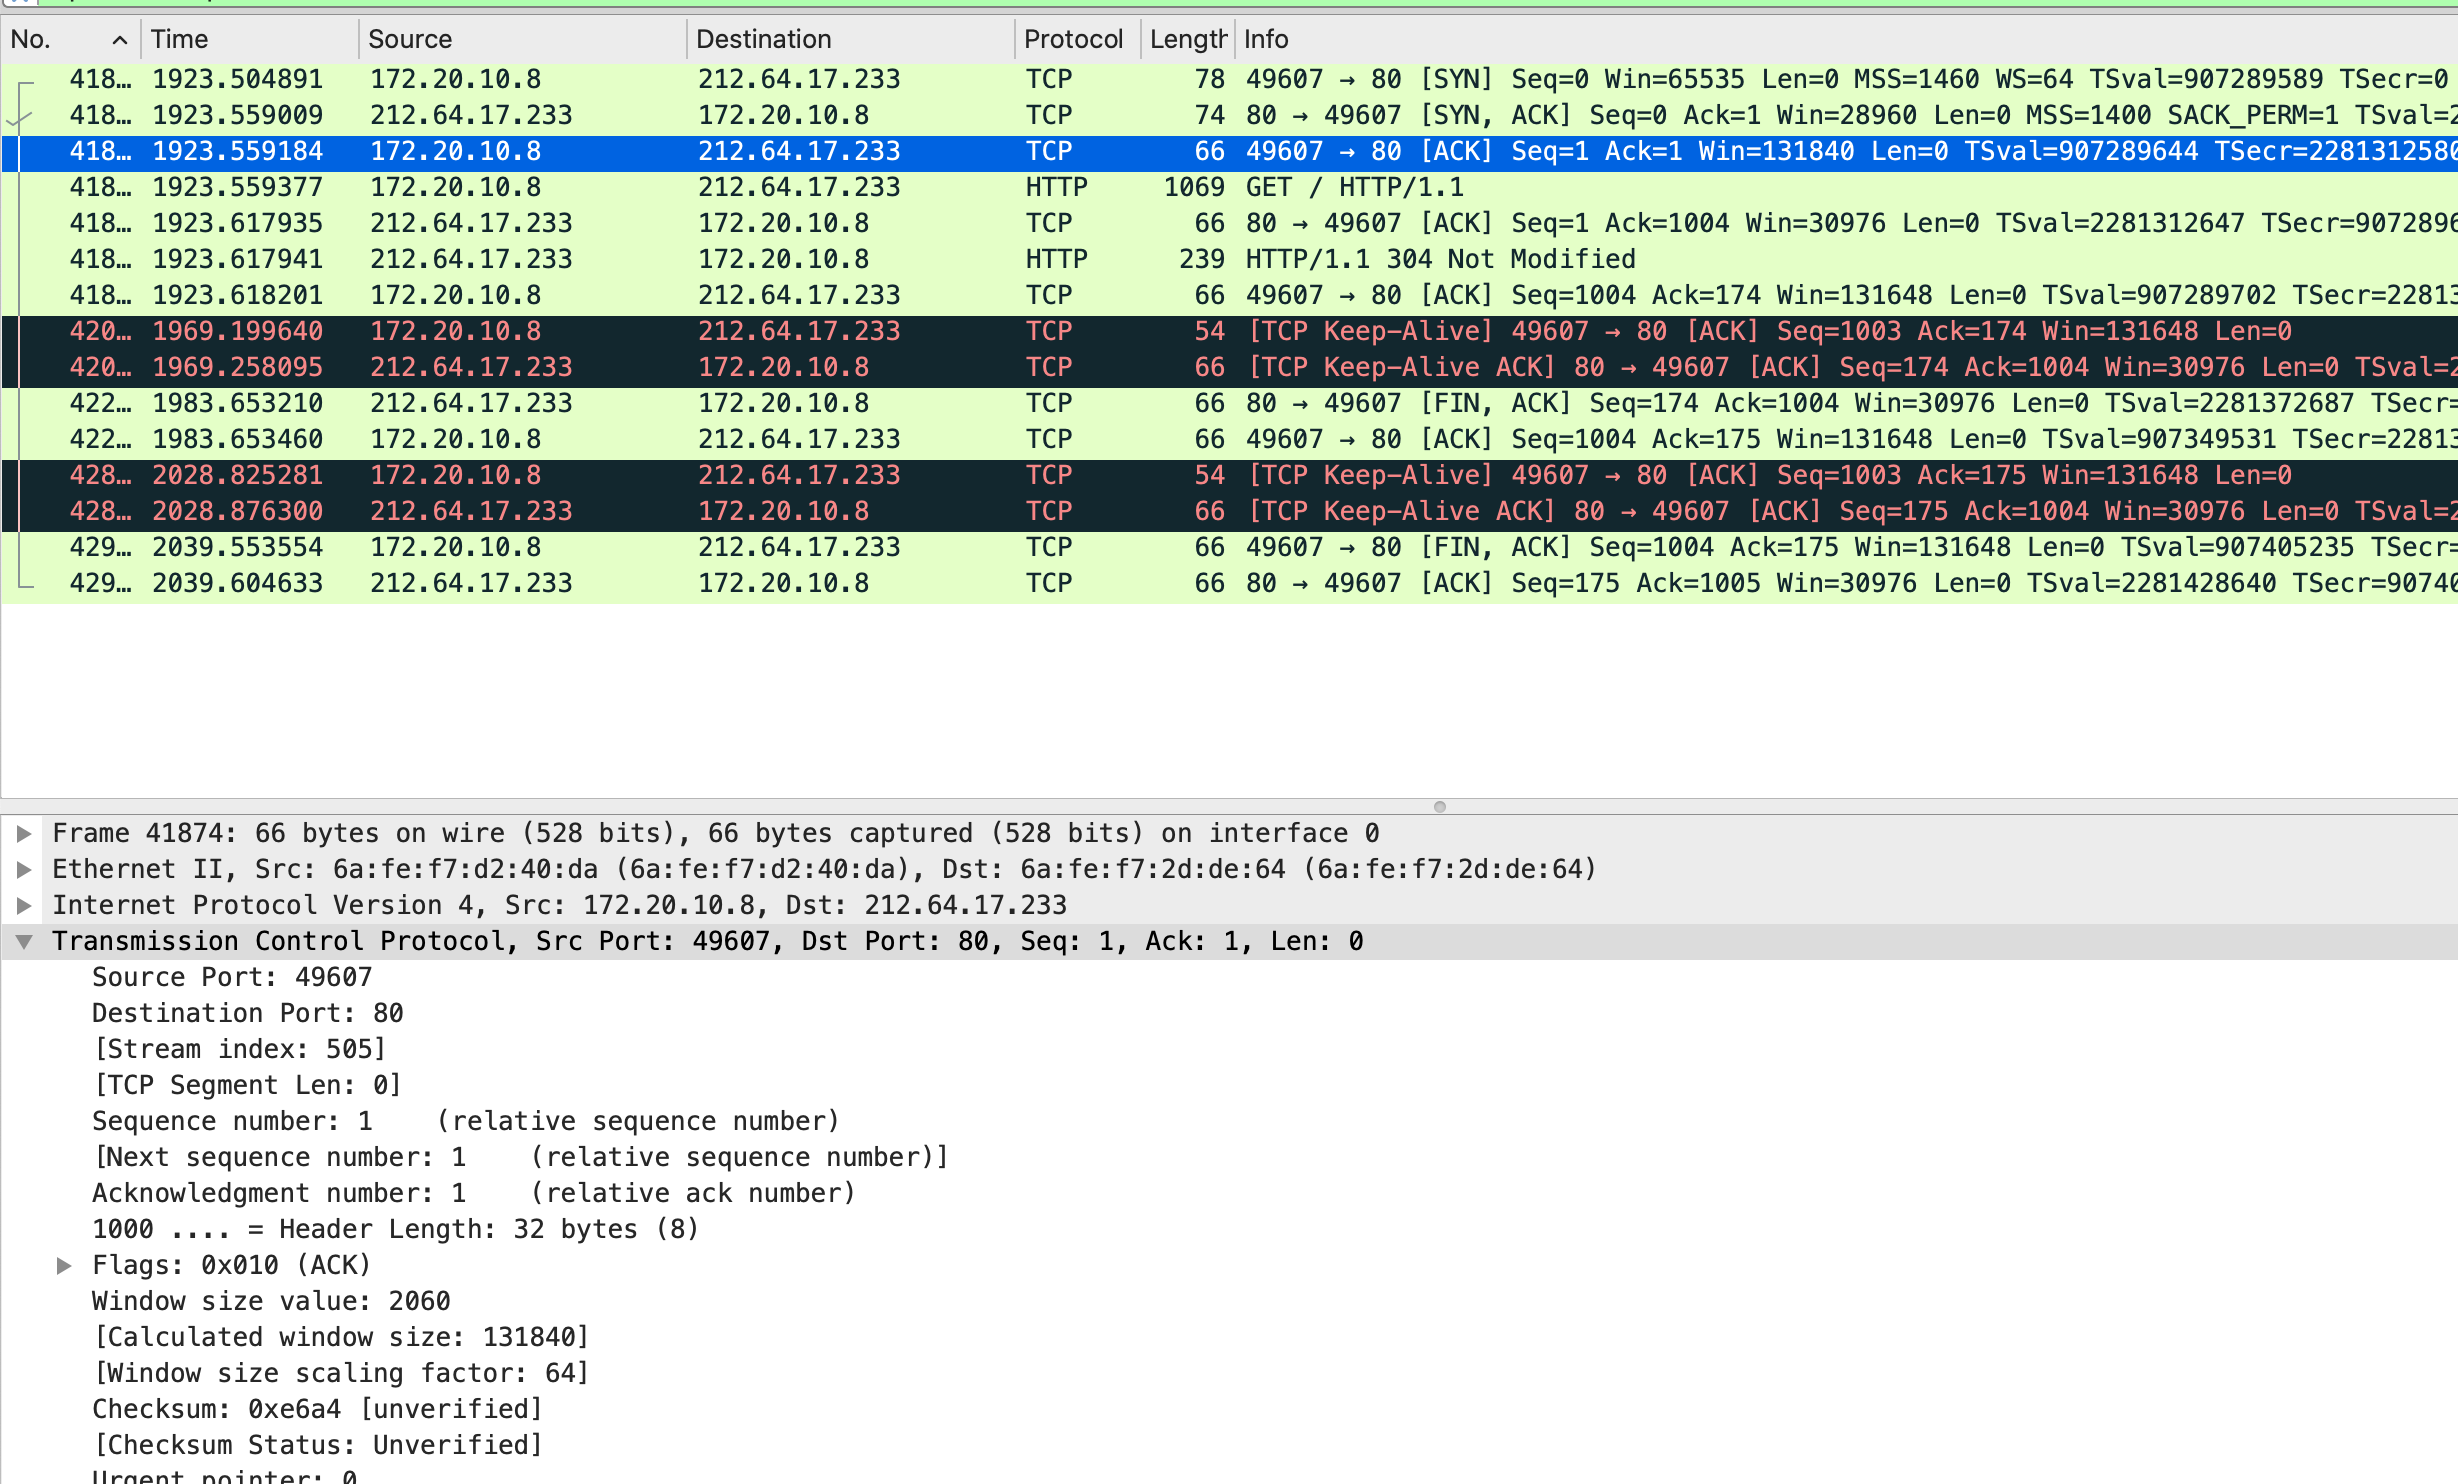 No. Time Source Destination Protocol Length Info
418… 1923.504891 172.20.10.8 212.64.17.233 TCP 78 49607 → 80 [SYN] Seq=0 Win=65535 Len=0 MSS=1460 WS=64 TSval=907289589 TSecr=0
418… 1923.559009 212.64.17.233 172.20.10.8 TCP 74 80 → 49607 [SYN, ACK] Seq=0 Ack=1 Win=28960 Len=0 MSS=1400 SACK_PERM=1 TSval=2
418… 1923.559184 172.20.10.8 212.64.17.233 TCP 66 49607 → 80 [ACK] Seq=1 Ack=1 Win=131840 Len=0 TSval=907289644 TSecr=2281312580
418… 1923.559377 172.20.10.8 212.64.17.233 HTTP 1069 GET / HTTP/1.1
418… 1923.617935 212.64.17.233 172.20.10.8 TCP 66 80 → 49607 [ACK] Seq=1 Ack=1004 Win=30976 Len=0 TSval=2281312647 TSecr=9072896
418… 1923.617941 212.64.17.233 172.20.10.8 HTTP 239 HTTP/1.1 304 Not Modified
418… 1923.618201 172.20.10.8 212.64.17.233 TCP 66 49607 → 80 [ACK] Seq=1004 Ack=174 Win=131648 Len=0 TSval=907289702 TSecr=22813
420… 1969.199640 172.20.10.8 212.64.17.233 TCP 54 [TCP Keep-Alive] 49607 → 80 [ACK] Seq=1003 Ack=174 Win=131648 Len=0
420… 1969.258095 212.64.17.233 172.20.10.8 TCP 66 [TCP Keep-Alive ACK] 80 → 49607 [ACK] Seq=174 Ack=1004 Win=30976 Len=0 TSval=2
422… 1983.653210 212.64.17.233 172.20.10.8 TCP 66 80 → 49607 [FIN, ACK] Seq=174 Ack=1004 Win=30976 Len=0 TSval=2281372687 TSecr=
422… 1983.653460 172.20.10.8 212.64.17.233 TCP 66 49607 → 80 [ACK] Seq=1004 Ack=175 Win=131648 Len=0 TSval=907349531 TSecr=22813
428… 2028.825281 172.20.10.8 212.64.17.233 TCP 54 [TCP Keep-Alive] 49607 → 80 [ACK] Seq=1003 Ack=175 Win=131648 Len=0
428… 2028.876300 212.64.17.233 172.20.10.8 TCP 66 [TCP Keep-Alive ACK] 80 → 49607 [ACK] Seq=175 Ack=1004 Win=30976 Len=0 TSval=2
429… 2039.553554 172.20.10.8 212.64.17.233 TCP 66 49607 → 80 [FIN, ACK] Seq=1004 Ack=175 Win=131648 Len=0 TSval=907405235 TSecr=
429… 2039.604633 212.64.17.233 172.20.10.8 TCP 66 80 → 49607 [ACK] Seq=175 Ack=1005 Win=30976 Len=0 TSval=2281428640 TSecr=90740
Frame 41874: 66 bytes on wire (528 bits), 66 bytes captured (528 bits) on interface 0
Ethernet II, Src: 6a:fe:f7:d2:40:da (6a:fe:f7:d2:40:da), Dst: 6a:fe:f7:2d:de:64 (6a:fe:f7:2d:de:64)
Internet Protocol Version 4, Src: 172.20.10.8, Dst: 212.64.17.233
Transmission Control Protocol, Src Port: 49607, Dst Port: 80, Seq: 1, Ack: 1, Len: 0
Source Port: 49607
Destination Port: 80
[Stream index: 505]
[TCP Segment Len: 0]
Sequence number: 1    (relative sequence number)
[Next sequence number: 1    (relative sequence number)]
Acknowledgment number: 1    (relative ack number)
1000 .... = Header Length: 32 bytes (8)
Flags: 0x010 (ACK)
Window size value: 2060
[Calculated window size: 131840]
[Window size scaling factor: 64]
Checksum: 0xe6a4 [unverified]
[Checksum Status: Unverified]
Urgent pointer: 0